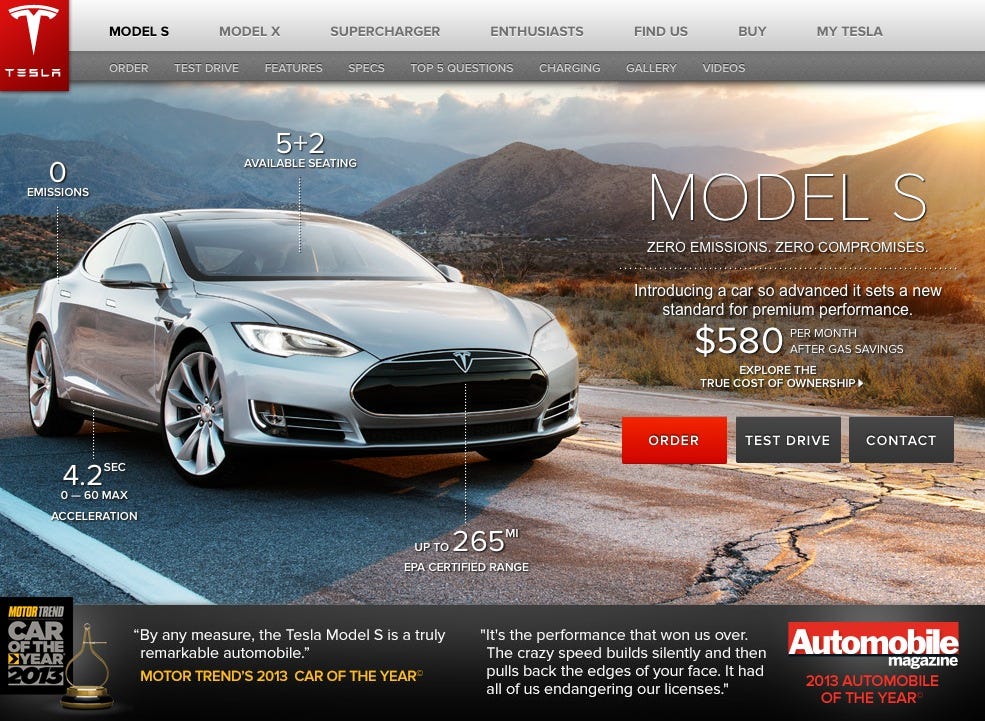 TESLA
MODEL S MODEL X SUPERCHARGER ENTHUSIASTS FIND US BUY MY TESLA
ORDER TEST DRIVE FEATURES SPECS TOP 5 QUESTIONS CHARGING GALLERY VIDEOS
5+2
AVAILABLE SEATING
0
EMISSIONS
MODEL S
ZERO EMISSIONS. ZERO COMPROMISES.
Introducing a car so advanced it sets a new
standard for premium performance.
$580 PER MONTH
AFTER GAS SAVINGS
EXPLORE THE
TRUE COST OF OWNERSHIP
ORDER TEST DRIVE CONTACT
4.2 SEC
0 — 60 MAX
ACCELERATION
UP TO 265 MI
EPA CERTIFIED RANGE
MOTOR TREND
CAR
OF THE
YEAR
2013
“By any measure, the Tesla Model S is a truly
remarkable automobile.”
MOTOR TREND'S 2013 CAR OF THE YEAR©
"It's the performance that won us over.
The crazy speed builds silently and then
pulls back the edges of your face. It had
all of us endangering our licenses."
Automobile
magazine
2013 AUTOMOBILE
OF THE YEAR©